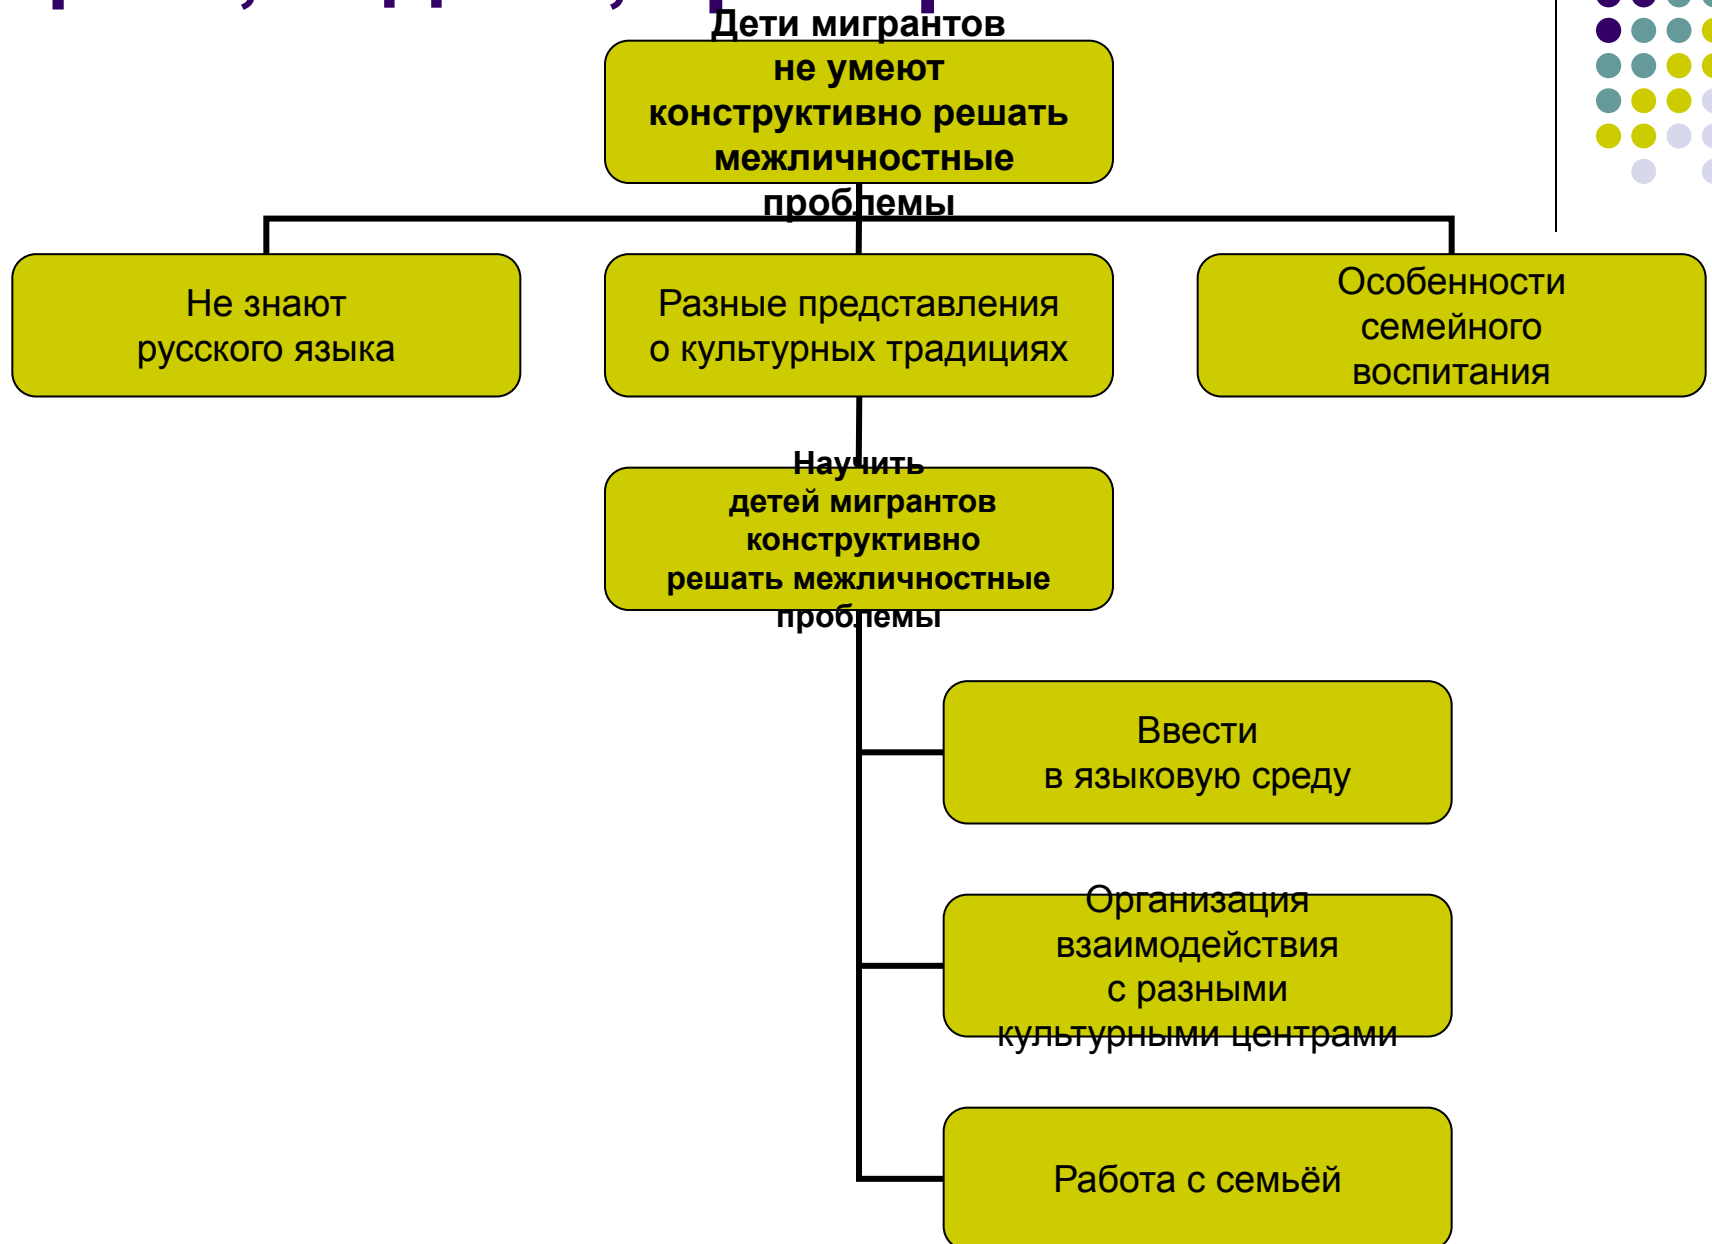 Дети мигрантов
не умеют
конструктивно решать
межличностные
проблемы
Не знают
русского языка
Разные представления
о культурных традициях
Особенности
семейного
воспитания
Научить
детей мигрантов
конструктивно
решать межличностные
проблемы
Ввести
в языковую среду
Организация
взаимодействия
с разными
культурными центрами
Работа с семьёй